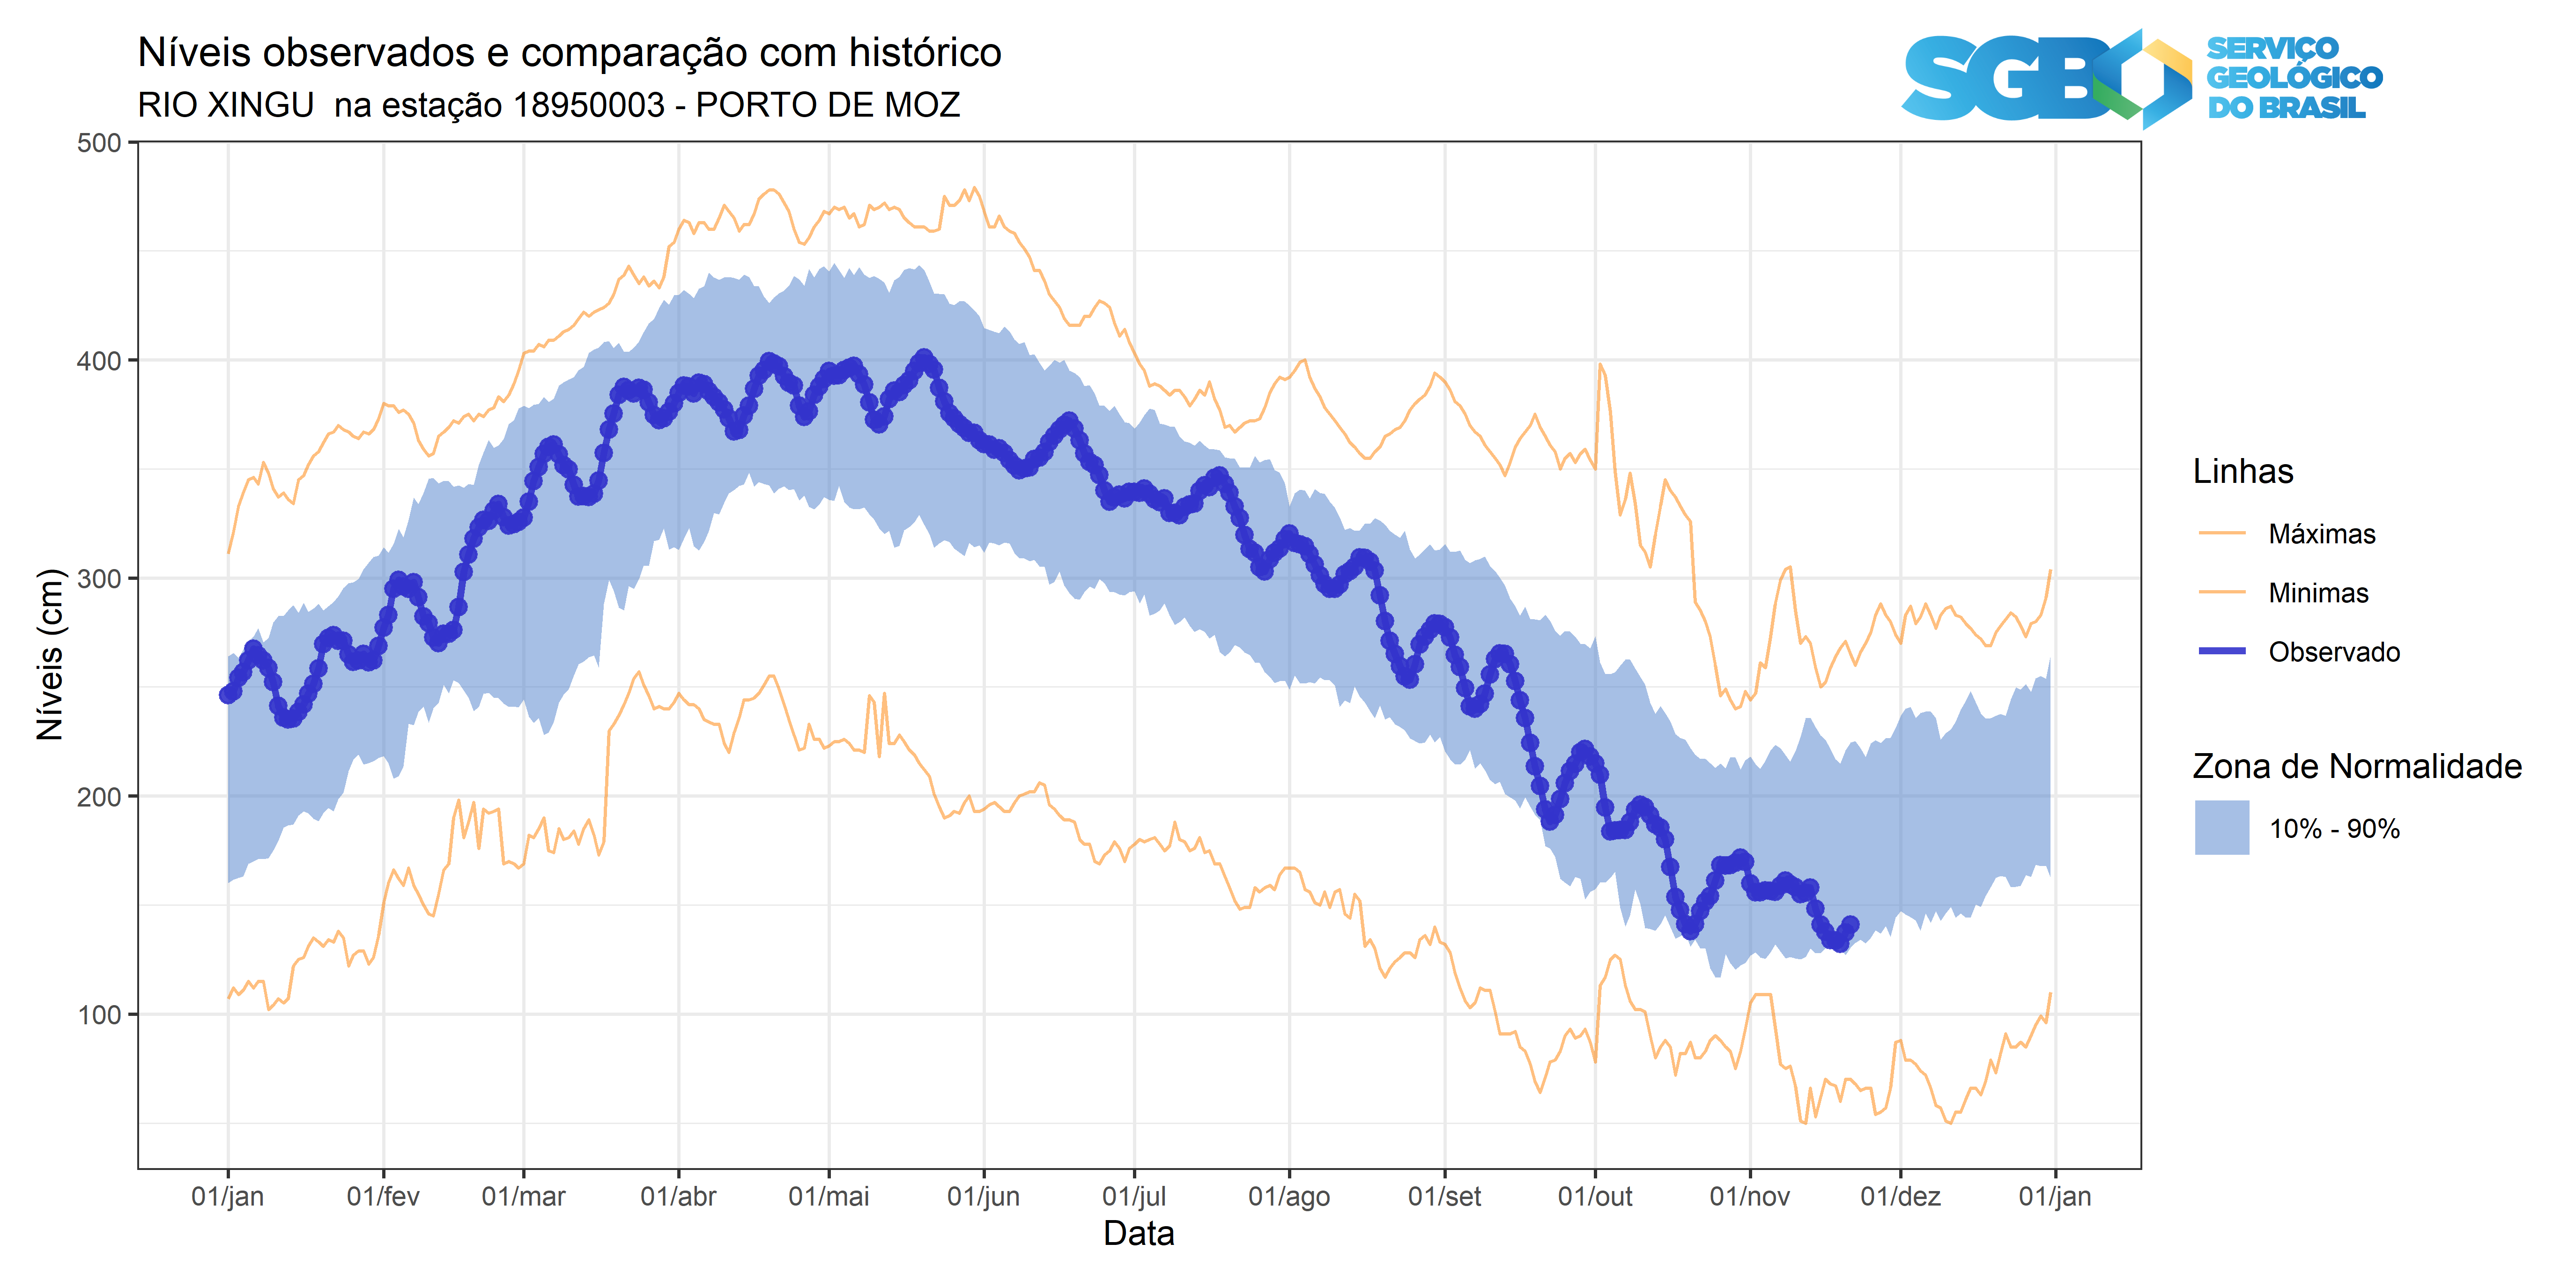 Níveis observados e comparação com histórico
RIO XINGU  na estação 18950003 - PORTO DE MOZ
SGB
SERVIÇO
GEOLÓGICO
DO BRASIL
500
400
300
200
100
Níveis (cm)
01/jan
01/fev
01/mar
01/abr
01/mai
01/jun
01/jul
01/ago
01/set
01/out
01/nov
01/dez
01/jan
Data
Linhas
Máximas
Minimas
Observado
Zona de Normalidade
10% - 90%